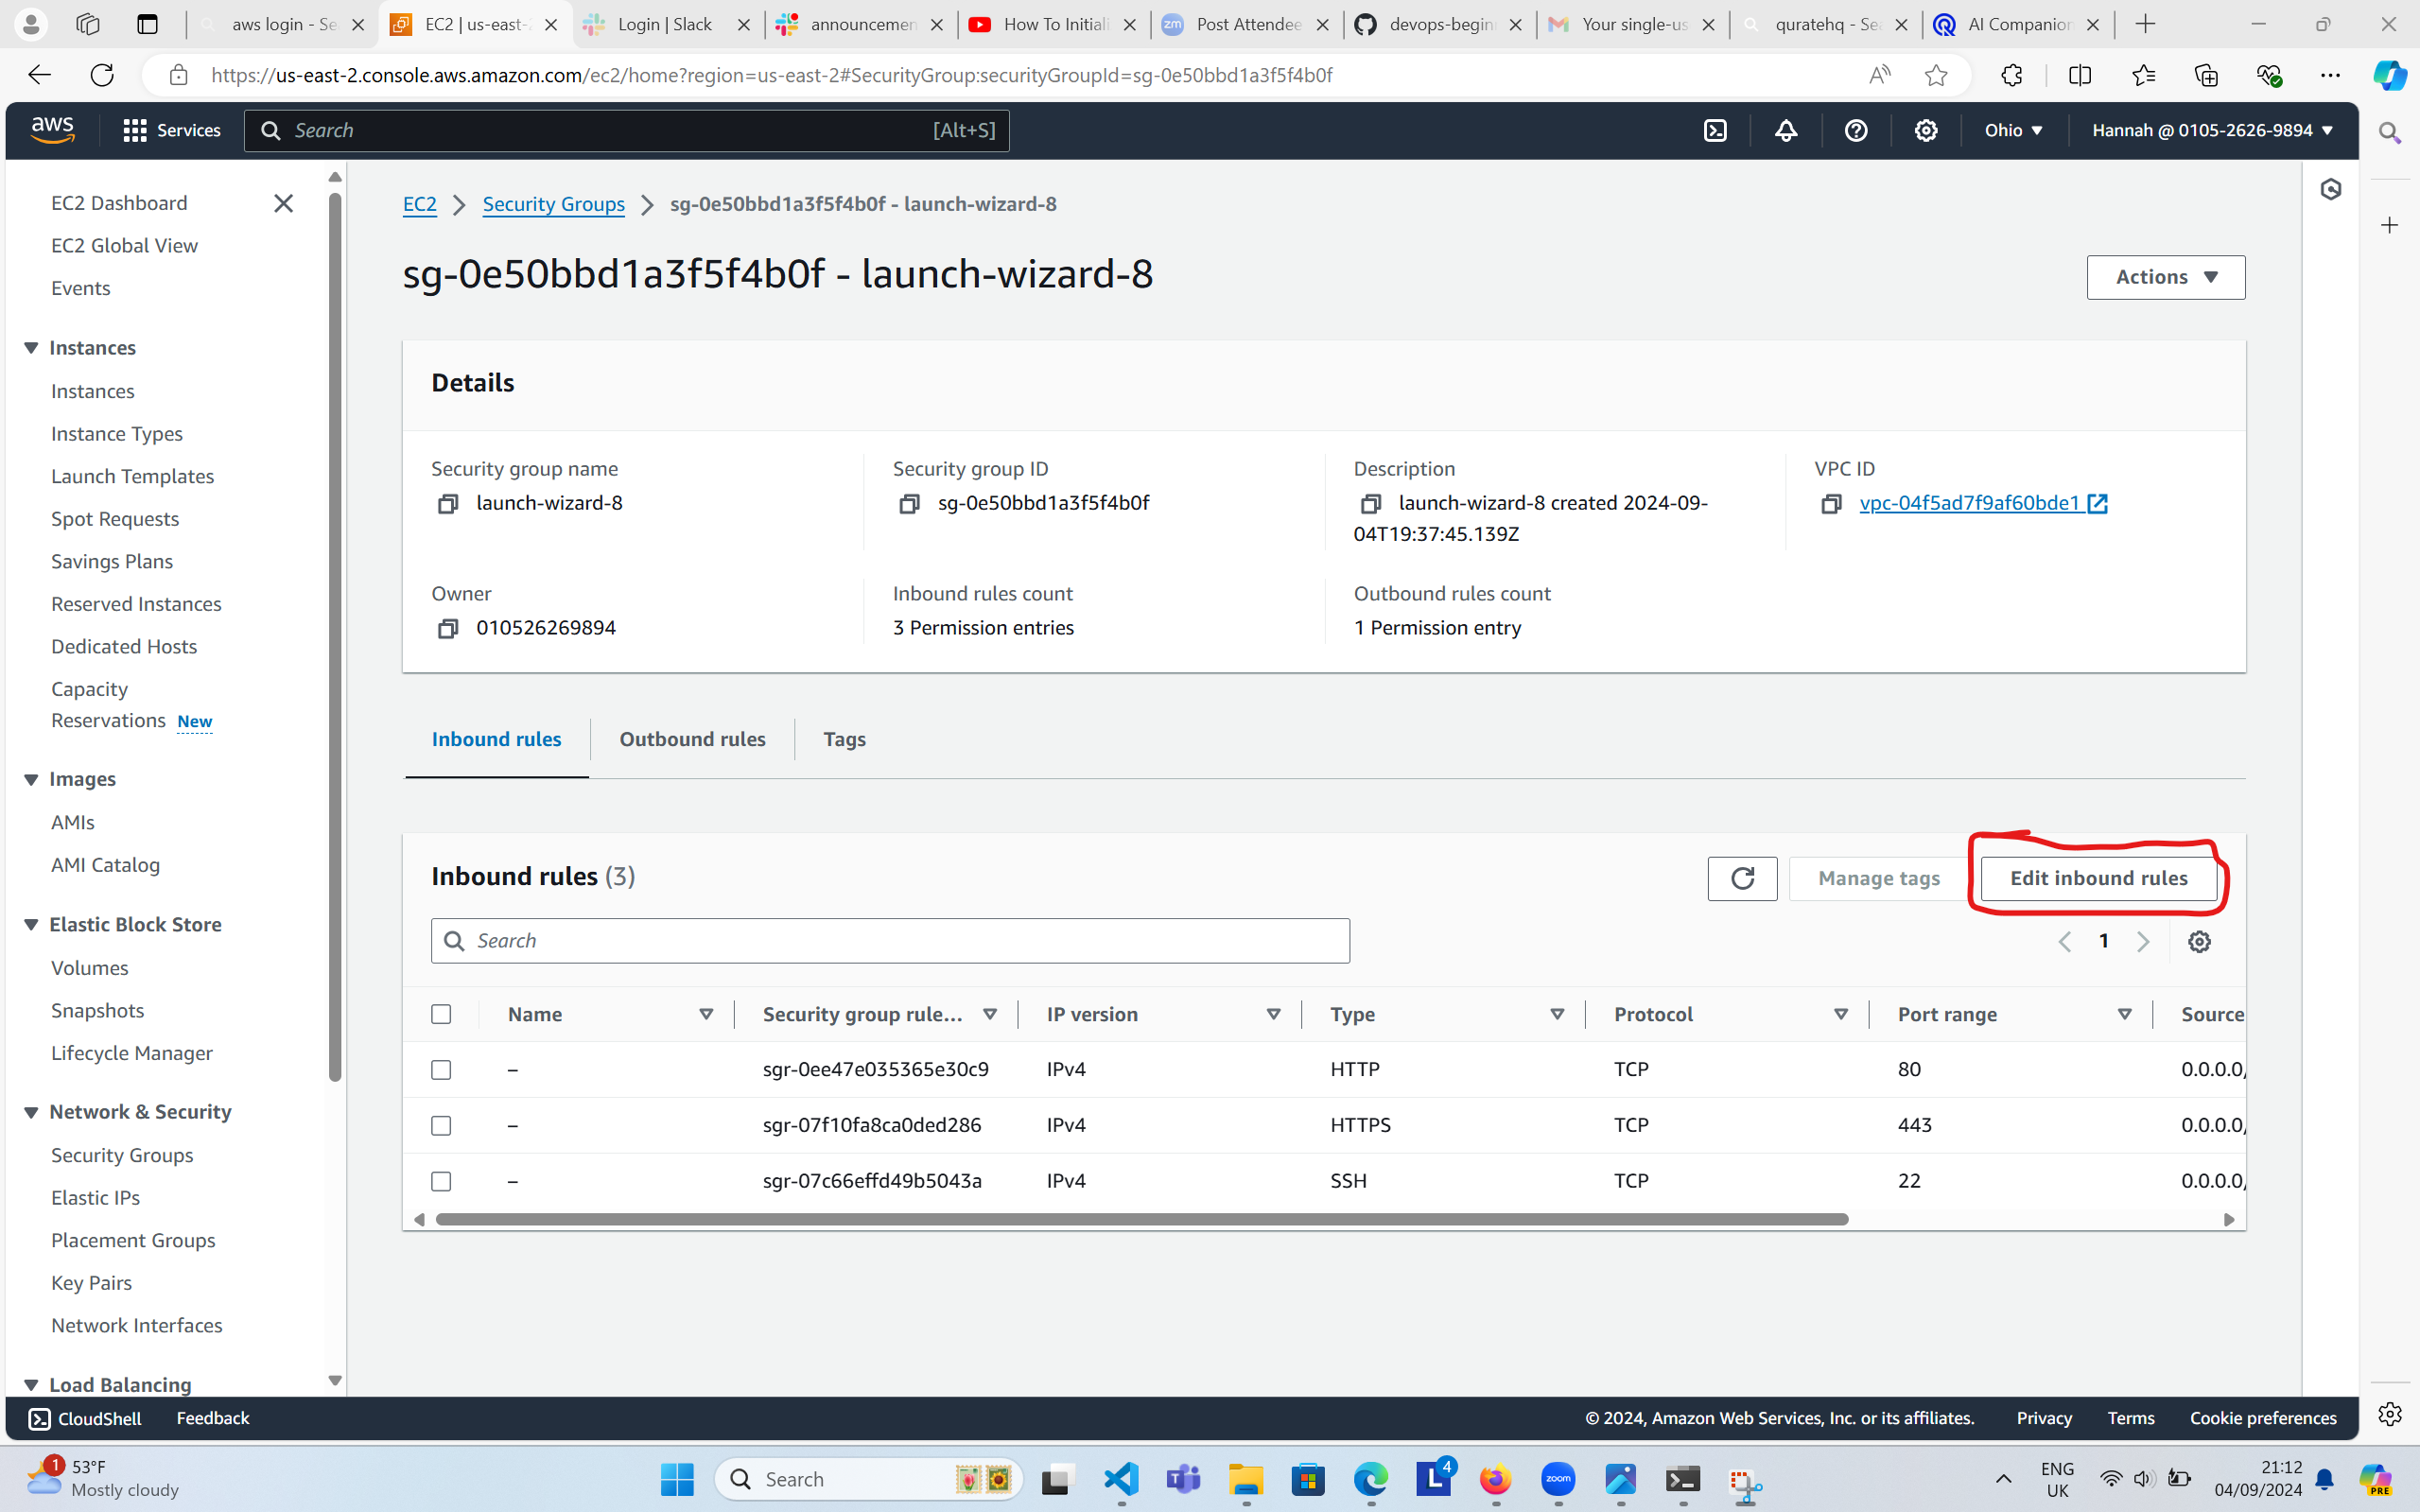 aws login - Se
EC2 | us-east-2
Login | Slack
announcemen
How To Initiali
zm
Post Attendee
devops-begin
Your single-us
quratehq - Sea
AI Companion
https://us-east-2.console.aws.amazon.com/ec2/home?region=us-east-2#SecurityGroup:securityGroupId=sg-0e50bbd1a3f5f4b0f
aws
Services
Search
[Alt+S]
Ohio
Hannah @ 0105-2626-9894
EC2 Dashboard
EC2 Global View
Events
Instances
Instances
Instance Types
Launch Templates
Spot Requests
Savings Plans
Reserved Instances
Dedicated Hosts
Capacity
Reservations New
Images
AMIs
AMI Catalog
Elastic Block Store
Volumes
Snapshots
Lifecycle Manager
Network & Security
Security Groups
Elastic IPs
Placement Groups
Key Pairs
Network Interfaces
Load Balancing
EC2 > Security Groups > sg-0e50bbd1a3f5f4b0f - launch-wizard-8
sg-0e50bbd1a3f5f4b0f - launch-wizard-8
Actions
Details
Security group name
launch-wizard-8
Security group ID
sg-0e50bbd1a3f5f4b0f
Description
launch-wizard-8 created 2024-09-
04T19:37:45.139Z
VPC ID
vpc-04f5ad7f9af60bde1
Owner
010526269894
Inbound rules count
3 Permission entries
Outbound rules count
1 Permission entry
Inbound rules
Outbound rules
Tags
Inbound rules (3)
Manage tags
Edit inbound rules
Search
1
Name Security group rule... IP version Type Protocol Port range Source
– sgr-0ee47e035365e30c9 IPv4 HTTP TCP 80 0.0.0.0/
– sgr-07f10fa8ca0ded286 IPv4 HTTPS TCP 443 0.0.0.0/
– sgr-07c66effd49b5043a IPv4 SSH TCP 22 0.0.0.0/
CloudShell
Feedback
© 2024, Amazon Web Services, Inc. or its affiliates.
Privacy
Terms
Cookie preferences
1
53°F
Mostly cloudy
Search
L
4
zoom
ENG
UK
21:12
04/09/2024
PRE